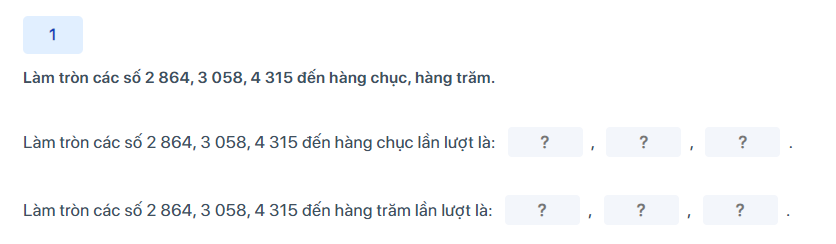 1
Làm tròn các số 2 864, 3 058, 4 315 đến hàng chục, hàng trăm.
Làm tròn các số 2 864, 3 058, 4 315 đến hàng chục lần lượt là: ? , ? , ? .
Làm tròn các số 2 864, 3 058, 4 315 đến hàng trăm lần lượt là: ? , ? , ? .